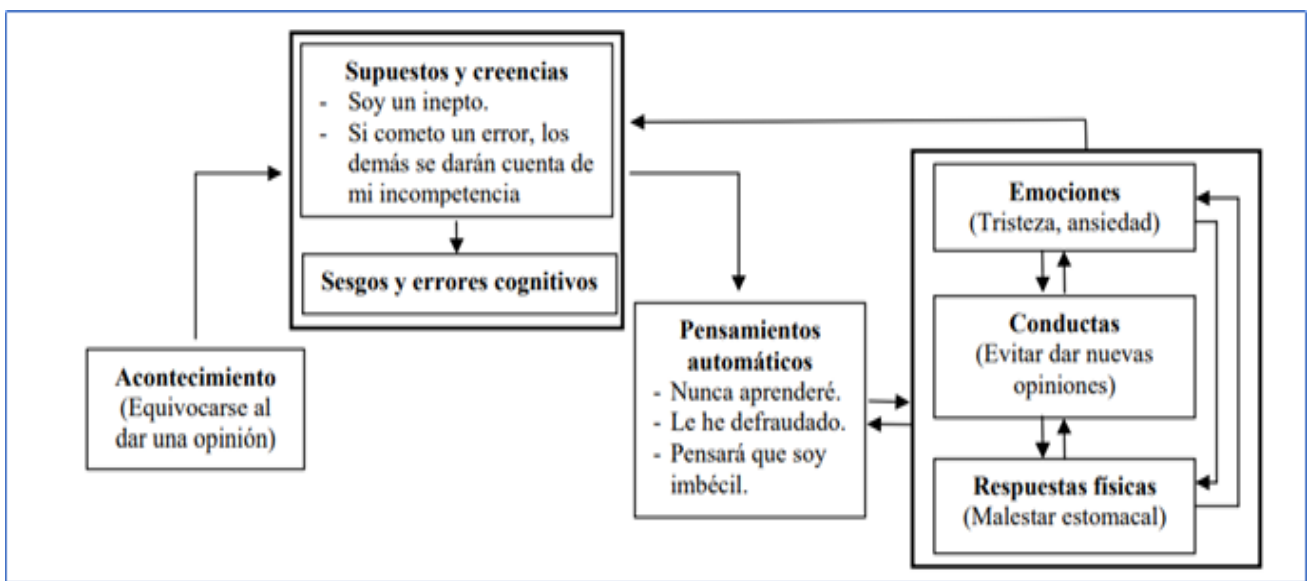 Supuestos y creencias
- Soy un inepto.
- Si cometo un error, los
demás se darán cuenta de
mi incompetencia
Sesgos y errores cognitivos
Acontecimiento
(Equivocarse al
dar una opinión)
Pensamientos
automáticos
- Nunca aprenderé.
- Le he defraudado.
- Pensará que soy
imbécil.
Emociones
(Tristeza, ansiedad)
Conductas
(Evitar dar nuevas
opiniones)
Respuestas físicas
(Malestar estomacal)